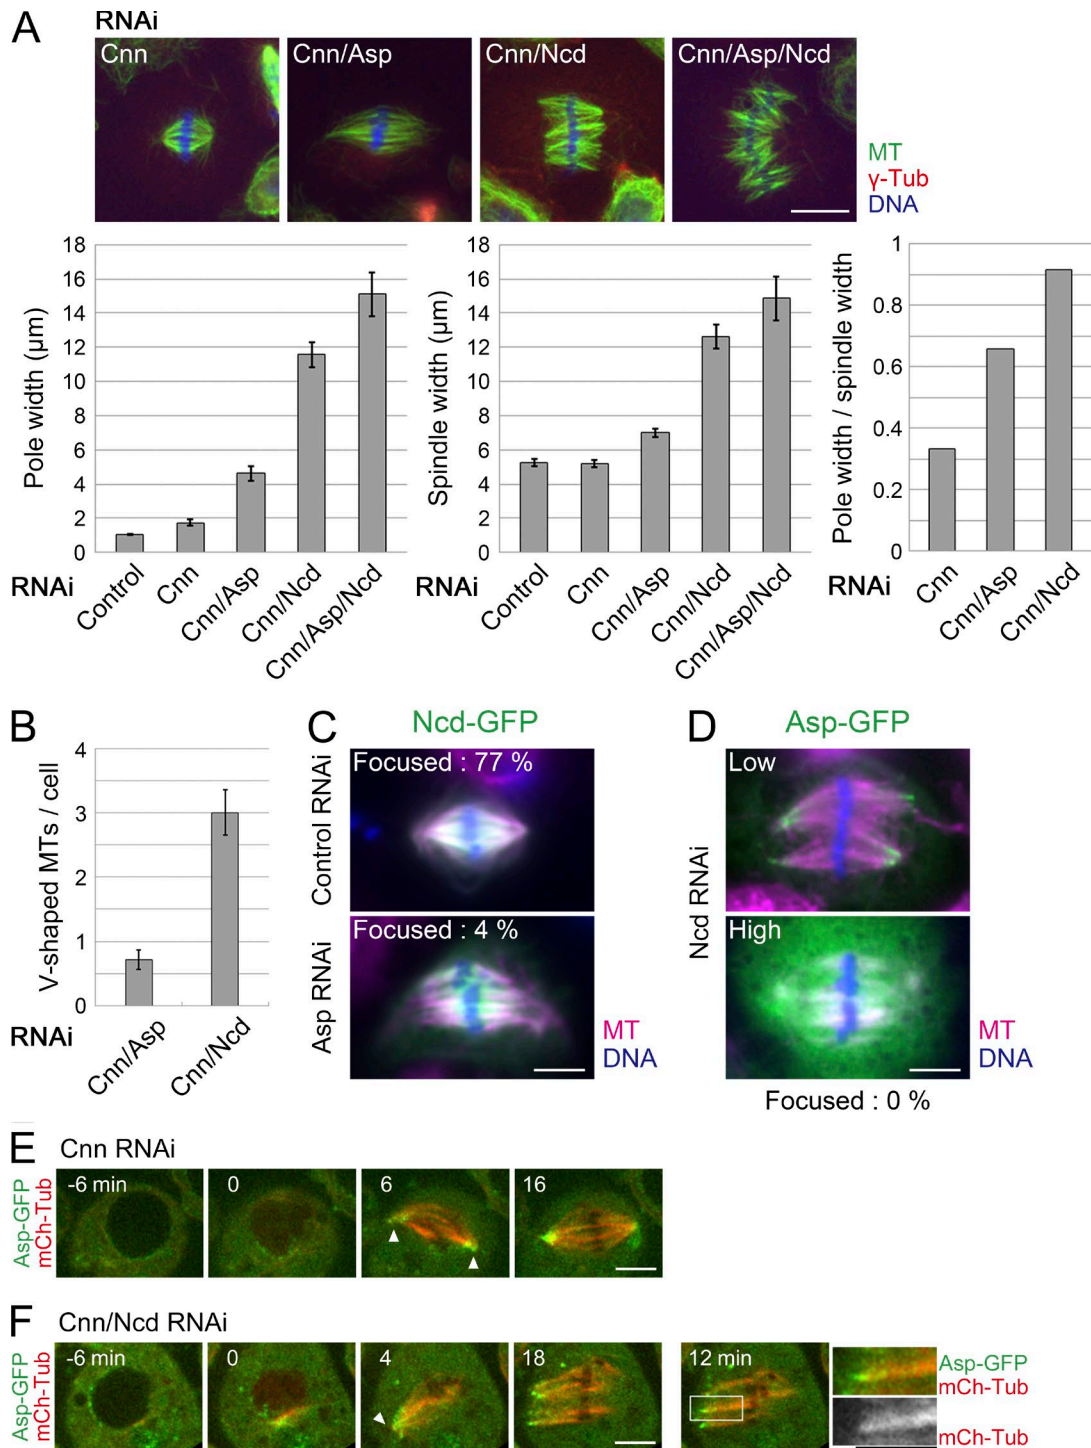 A
RNAi
Cnn
Cnn/Asp
Cnn/Ncd
Cnn/Asp/Ncd
MT
γ-Tub
DNA
Pole width (μm)
18
16
14
12
10
8
6
4
2
0
RNAi
Control
Cnn
Cnn/Asp
Cnn/Ncd
Cnn/Asp/Ncd
Spindle width (μm)
18
16
14
12
10
8
6
4
2
0
RNAi
Control
Cnn
Cnn/Asp
Cnn/Ncd
Cnn/Asp/Ncd
Pole width / spindle width
1
0.8
0.6
0.4
0.2
0
RNAi
Cnn
Cnn/Asp
Cnn/Ncd
B
V-shaped MTs / cell
4
3
2
1
0
RNAi
Cnn/Asp
Cnn/Ncd
C
Ncd-GFP
Control RNAi
Focused : 77 %
Asp RNAi
Focused : 4 %
MT
DNA
D
Asp-GFP
Ncd RNAi
Low
High
MT
DNA
Focused : 0 %
E
Cnn RNAi
Asp-GFP
mCh-Tub
-6 min
0
6
16
F
Cnn/Ncd RNAi
Asp-GFP
mCh-Tub
-6 min
0
4
18
12 min
Asp-GFP
mCh-Tub
mCh-Tub